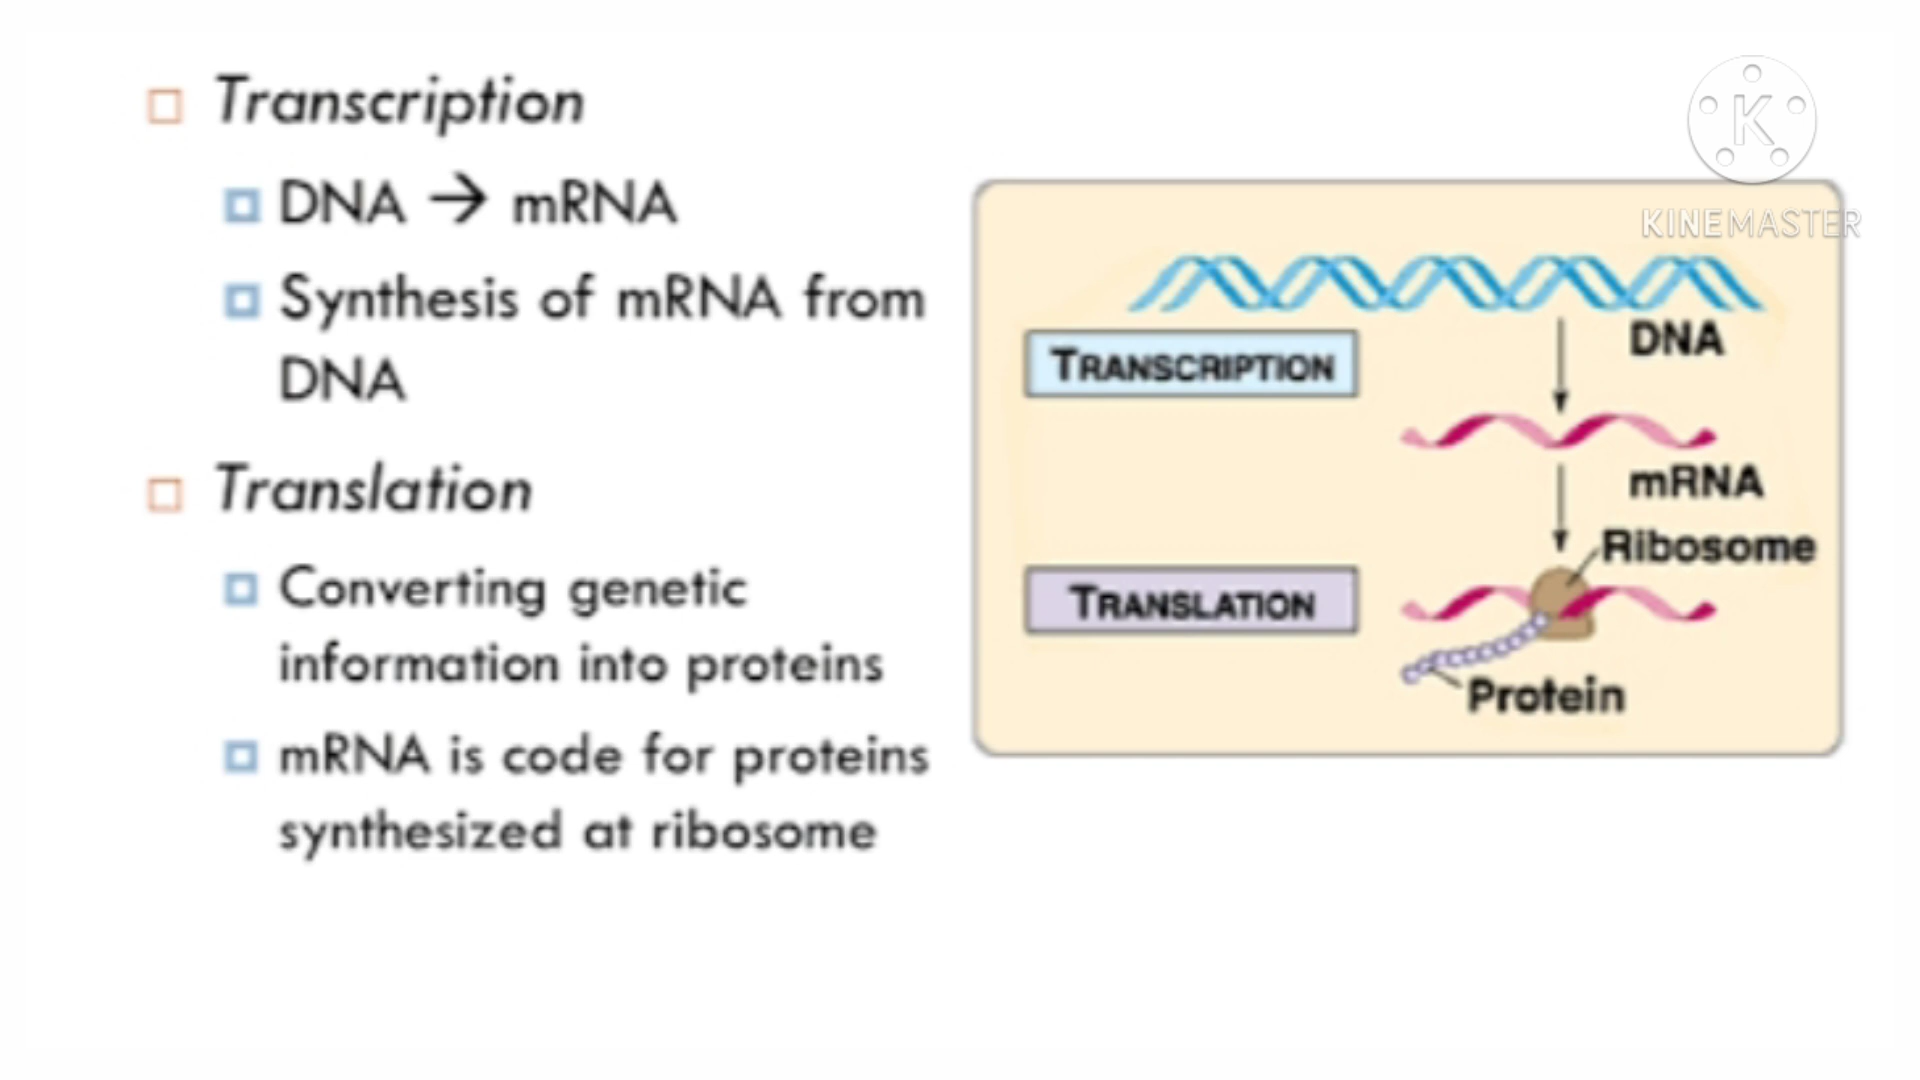 Transcription
DNA → mRNA
Synthesis of mRNA from
DNA
Translation
Converting genetic
information into proteins
mRNA is code for proteins
synthesized at ribosome
K
KINEMASTER
DNA
TRANSCRIPTION
mRNA
Ribosome
TRANSLATION
Protein